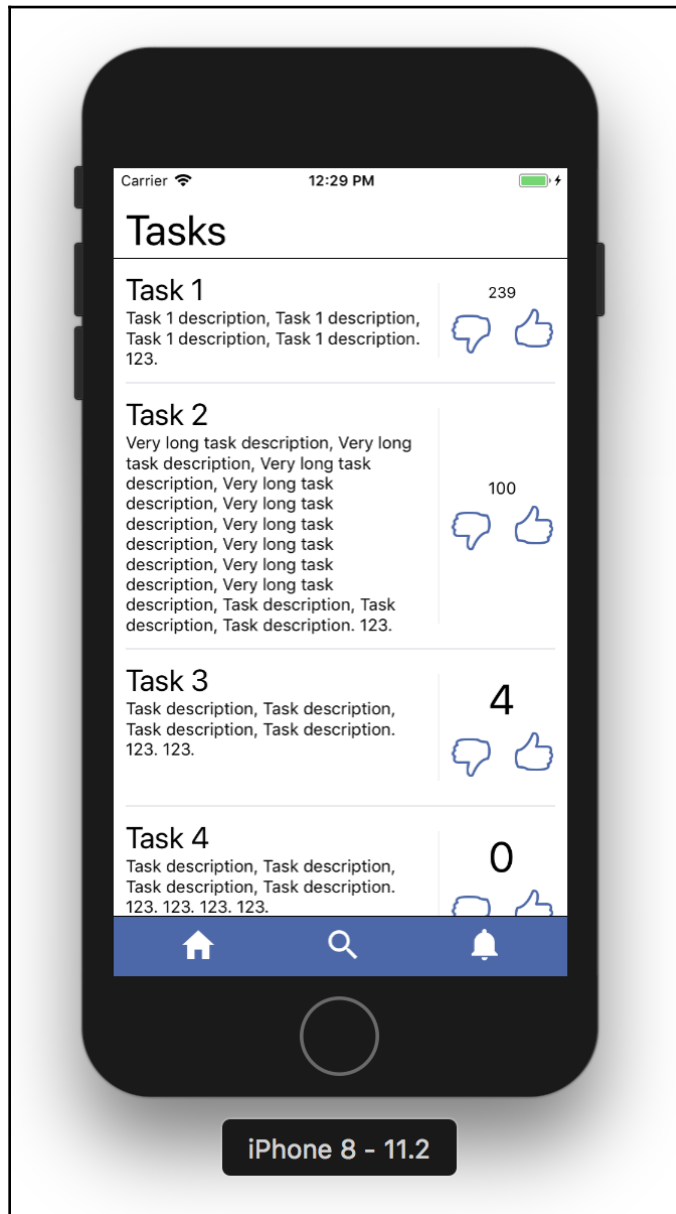 Carrier
12:29 PM
Tasks
Task 1
Task 1 description, Task 1 description,
Task 1 description, Task 1 description.
123.
239
Task 2
Very long task description, Very long
task description, Very long task
description, Very long task
description, Very long task
description, Very long task
description, Very long task
description, Very long task
description, Very long task
description, Task description, Task
description, Task description. 123.
100
Task 3
Task description, Task description,
Task description, Task description.
123. 123.
4
Task 4
Task description, Task description,
Task description, Task description.
123. 123. 123. 123.
0
iPhone 8 - 11.2